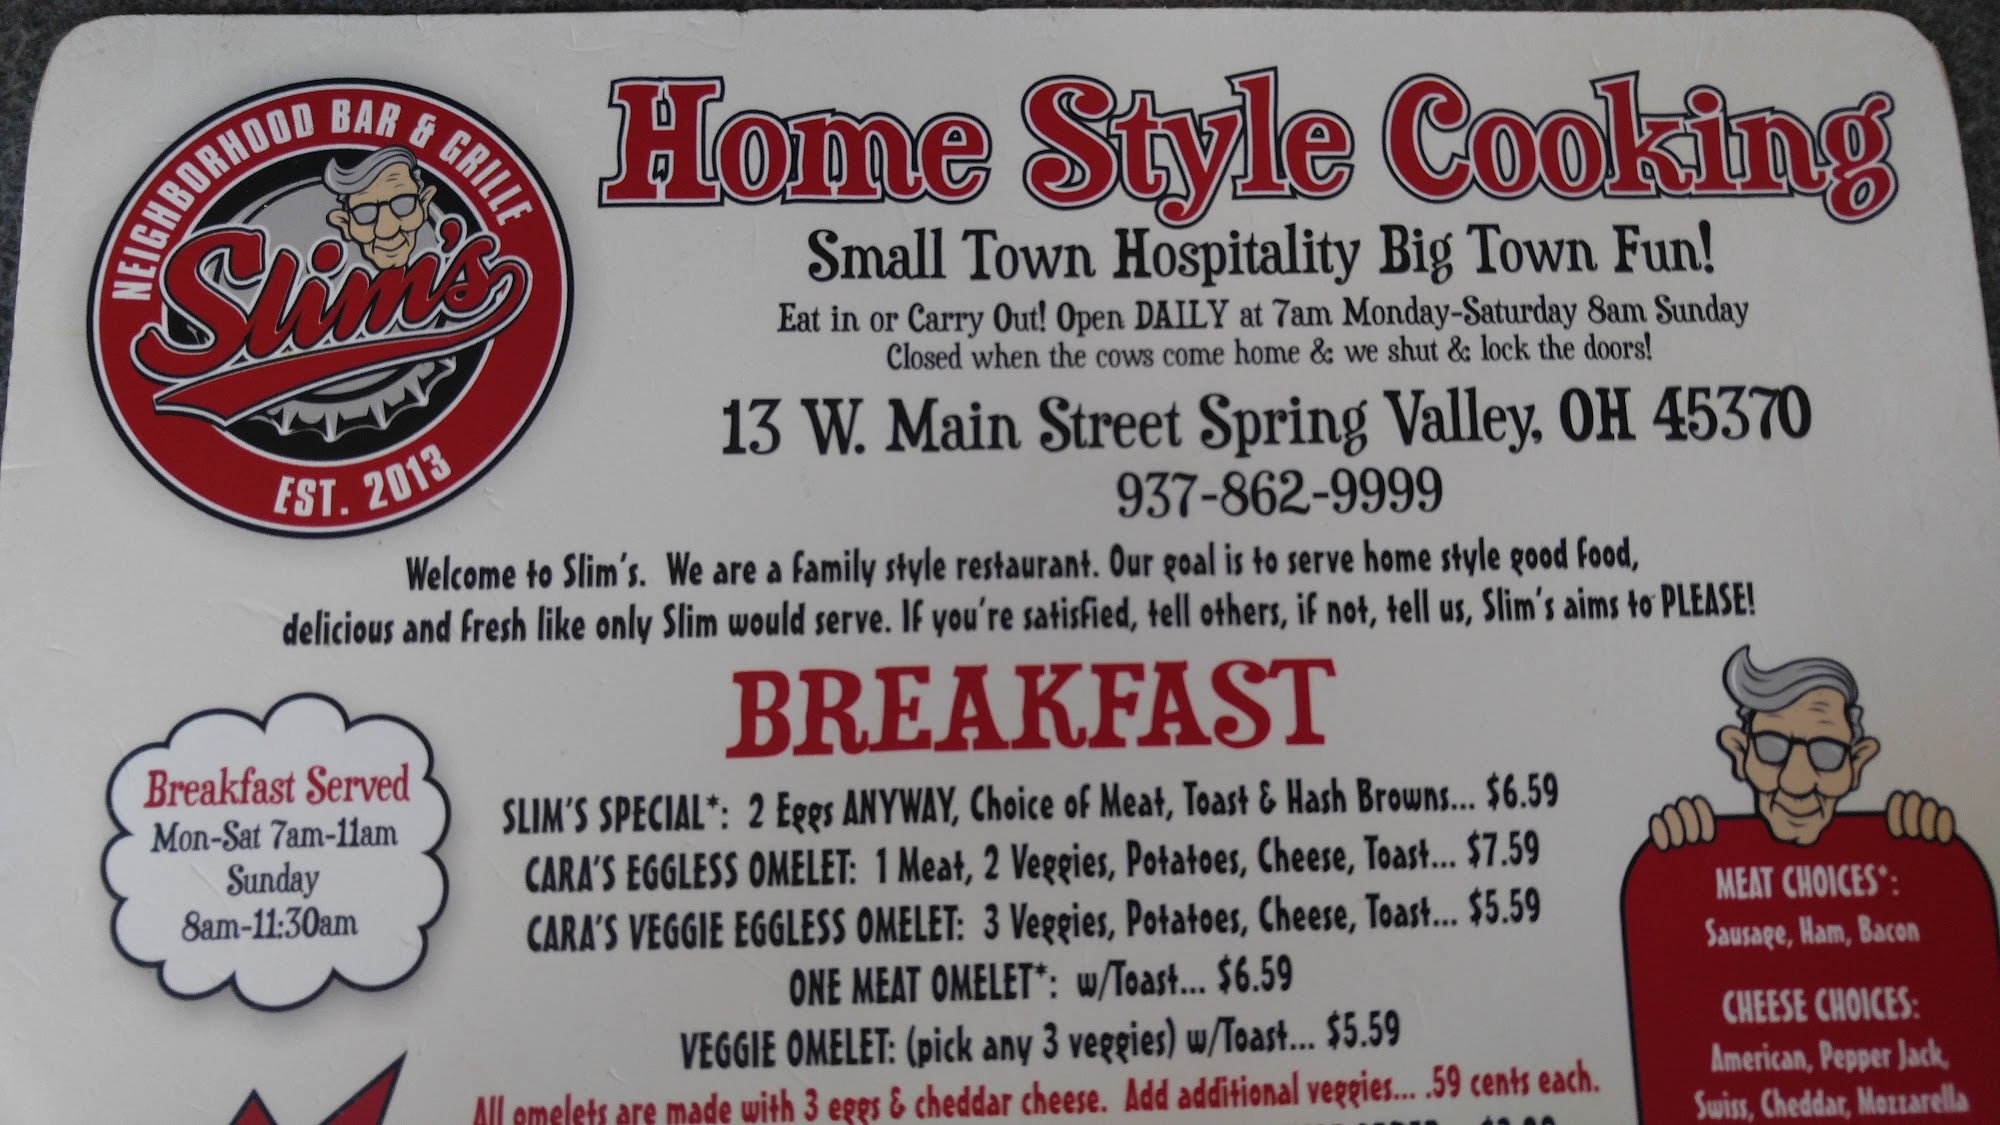 NEIGHBORHOOD BAR & GRILLE
Slim's
EST. 2013
Home Style Cooking
Small Town Hospitality Big Town Fun!
Eat in or Carry Out! Open DAILY at 7am Monday-Saturday 8am Sunday
Closed when the cows come home & we shut & lock the doors!
13 W. Main Street Spring Valley, OH 45370
937-862-9999
Welcome to Slim's. We are a family style restaurant. Our goal is to serve home style good food,
delicious and fresh like only Slim would serve. If you're satisfied, tell others, if not, tell us, Slim's aims to PLEASE!
BREAKFAST
Breakfast Served
Mon-Sat 7am-11am
Sunday
8am-11:30am
SLIM'S SPECIAL*: 2 Eggs ANYWAY, Choice of Meat, Toast & Hash Browns... $6.59
CARA'S EGGLESS OMELET: 1 Meat, 2 Veggies, Potatoes, Cheese, Toast... $7.59
CARA'S VEGGIE EGGLESS OMELET: 3 Veggies, Potatoes, Cheese, Toast... $5.59
ONE MEAT OMELET*: w/Toast... $6.59
VEGGIE OMELET: (pick any 3 veggies) w/Toast... $5.59
All omelets are made with 3 eggs & cheddar cheese. Add additional veggies... .59 cents each.
MEAT CHOICES*:
Sausage, Ham, Bacon
CHEESE CHOICES:
American, Pepper Jack,
Swiss, Cheddar, Mozzarella